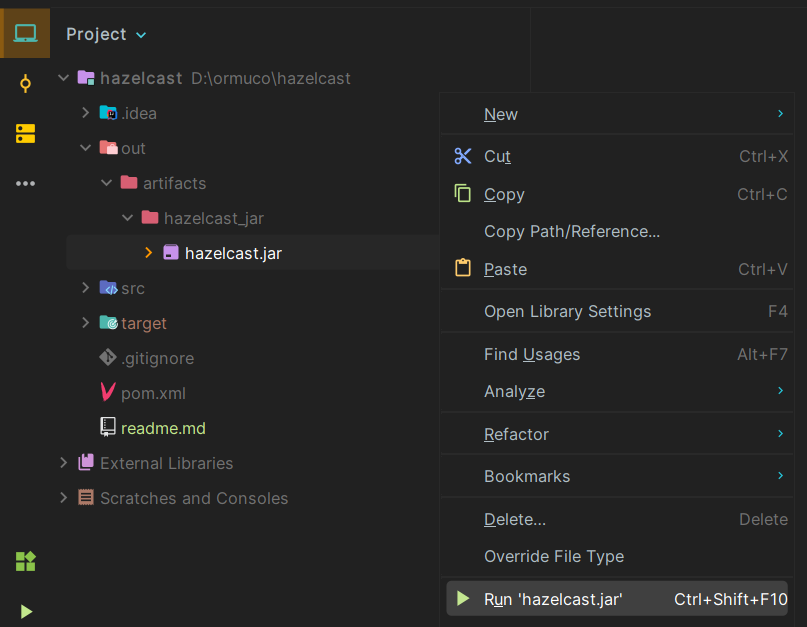 Project
hazelcast D:\ormuco\hazelcast
.idea
out
artifacts
hazelcast_jar
hazelcast.jar
src
target
.gitignore
pom.xml
readme.md
External Libraries
Scratches and Consoles
New
Cut Ctrl+X
Copy Ctrl+C
Copy Path/Reference...
Paste Ctrl+V
Open Library Settings F4
Find Usages Alt+F7
Analyze
Refactor
Bookmarks
Delete... Delete
Override File Type
Run 'hazelcast.jar' Ctrl+Shift+F10